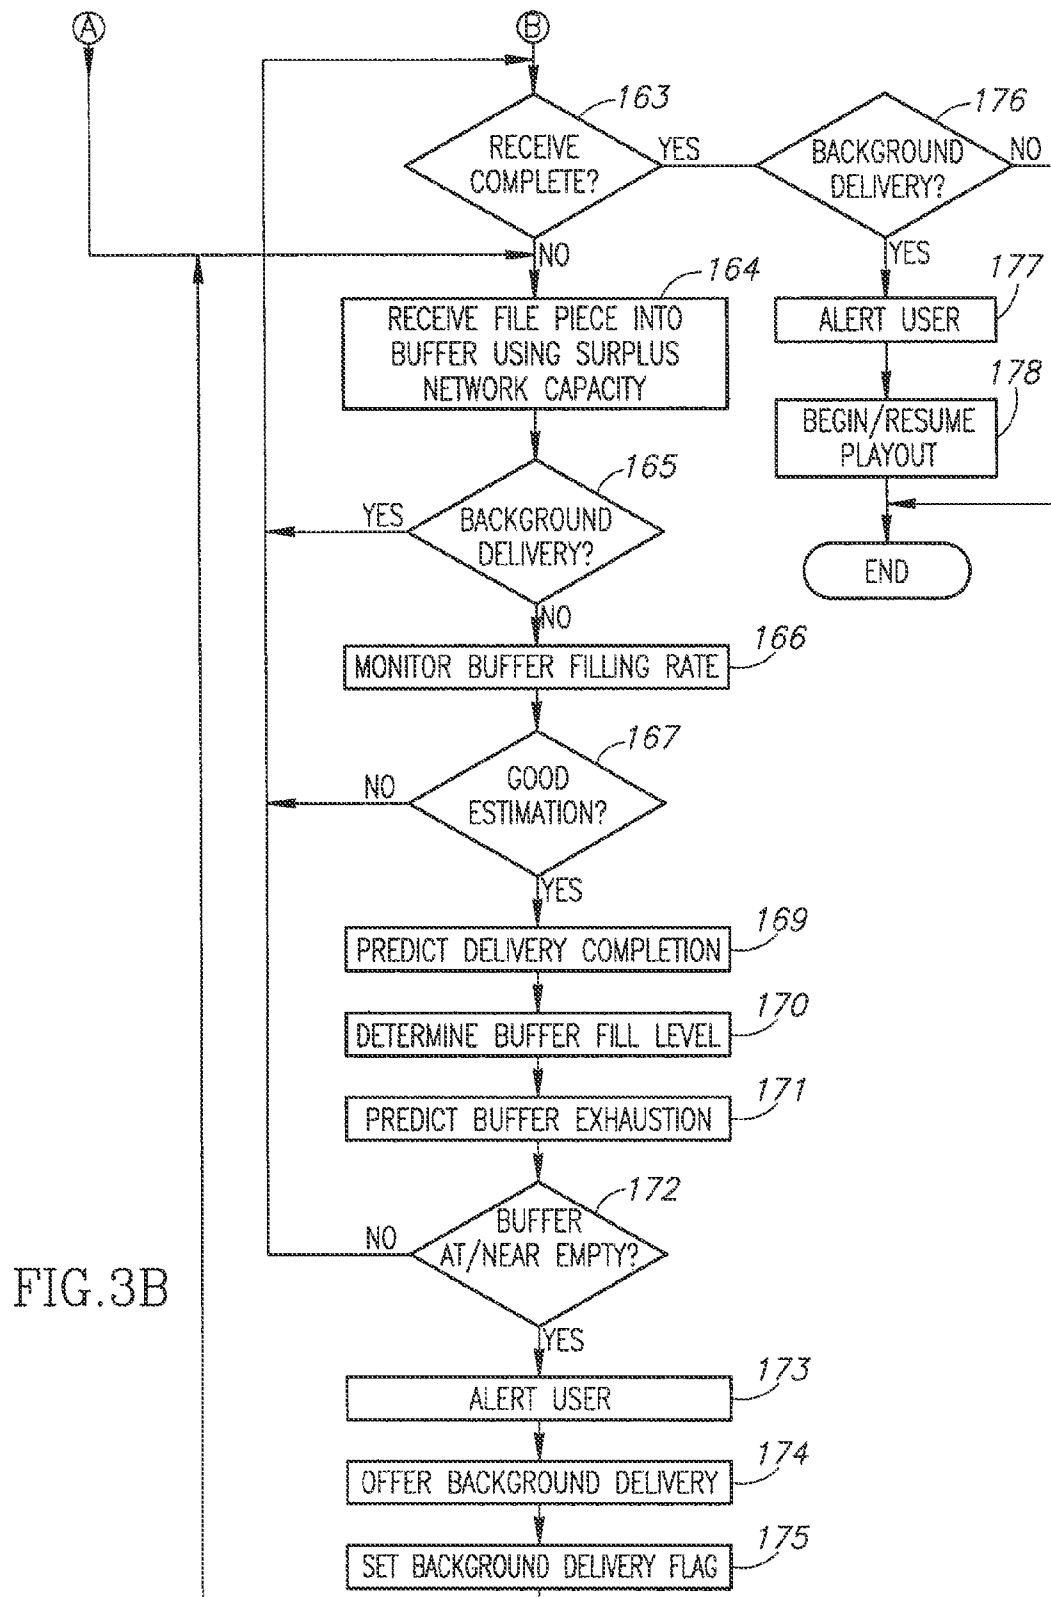 A
B
163
RECEIVE
COMPLETE?
YES
NO
176
BACKGROUND
DELIVERY?
NO
YES
164
RECEIVE FILE PIECE INTO
BUFFER USING SURPLUS
NETWORK CAPACITY
177
ALERT USER
178
BEGIN/RESUME
PLAYOUT
END
165
BACKGROUND
DELIVERY?
YES
NO
166
MONITOR BUFFER FILLING RATE
167
GOOD
ESTIMATION?
NO
YES
169
PREDICT DELIVERY COMPLETION
170
DETERMINE BUFFER FILL LEVEL
171
PREDICT BUFFER EXHAUSTION
172
BUFFER
AT/NEAR EMPTY?
NO
YES
FIG.3B
173
ALERT USER
174
OFFER BACKGROUND DELIVERY
175
SET BACKGROUND DELIVERY FLAG